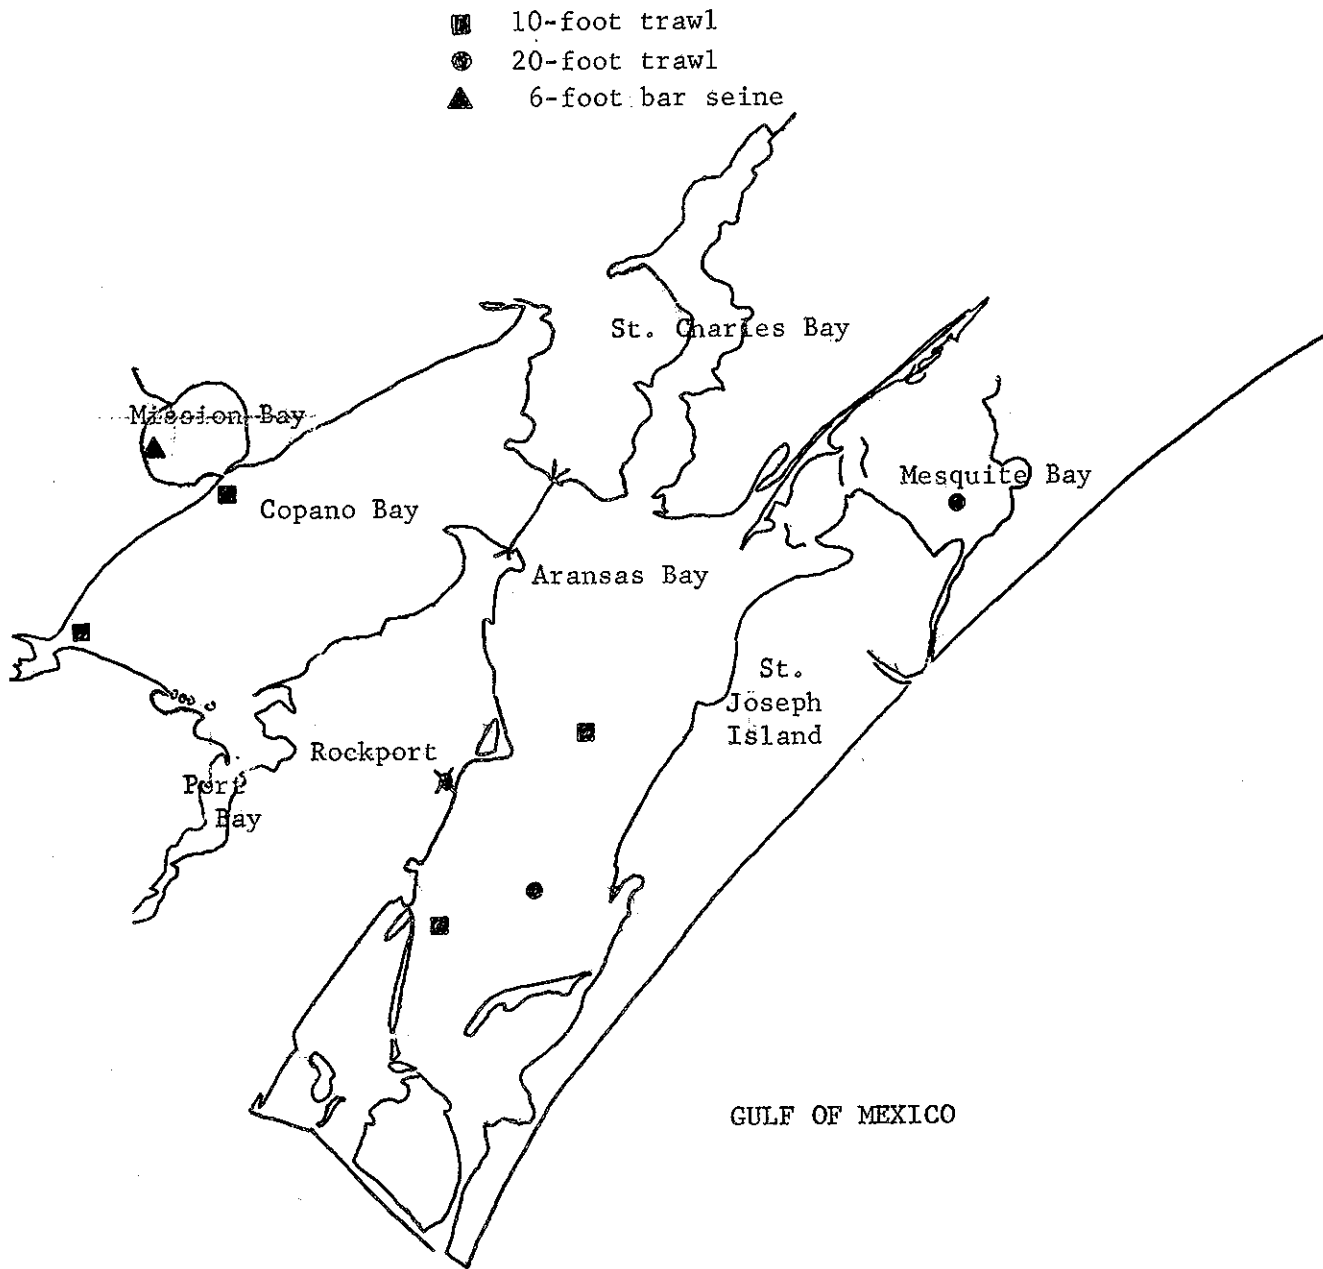 10-foot trawl
20-foot trawl
6-foot bar seine
St. Charles Bay
Mission Bay
Mesquite Bay
Copano Bay
Aransas Bay
St.
Joseph
Island
Rockport
Port
Bay
GULF OF MEXICO